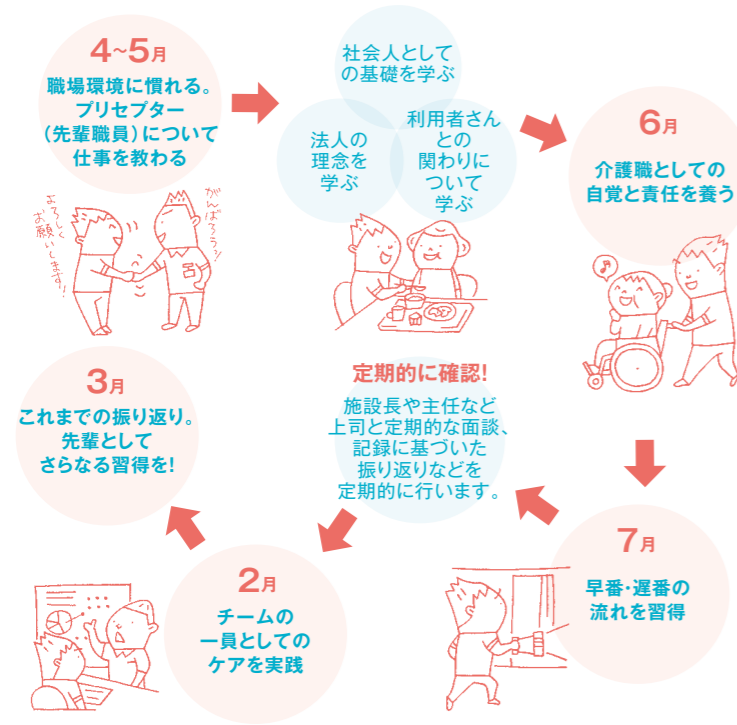 4〜5月
職場環境に慣れる。
プリセプター
（先輩職員）について
仕事を教わる
よろしく
お願いします!
がんばろう!
社会人として
の基礎を学ぶ
法人の
理念を
学ぶ
利用者さん
との
関わりに
ついて
学ぶ
6月
介護職としての
自覚と責任を養う
7月
早番・遅番の
流れを習得
定期的に確認!
施設長や主任など
上司と定期的な面談、
記録に基づいた
振り返りなどを
定期的に行います。
2月
チームの
一員としての
ケアを実践
3月
これまでの振り返り。
先輩として
さらなる習得を!